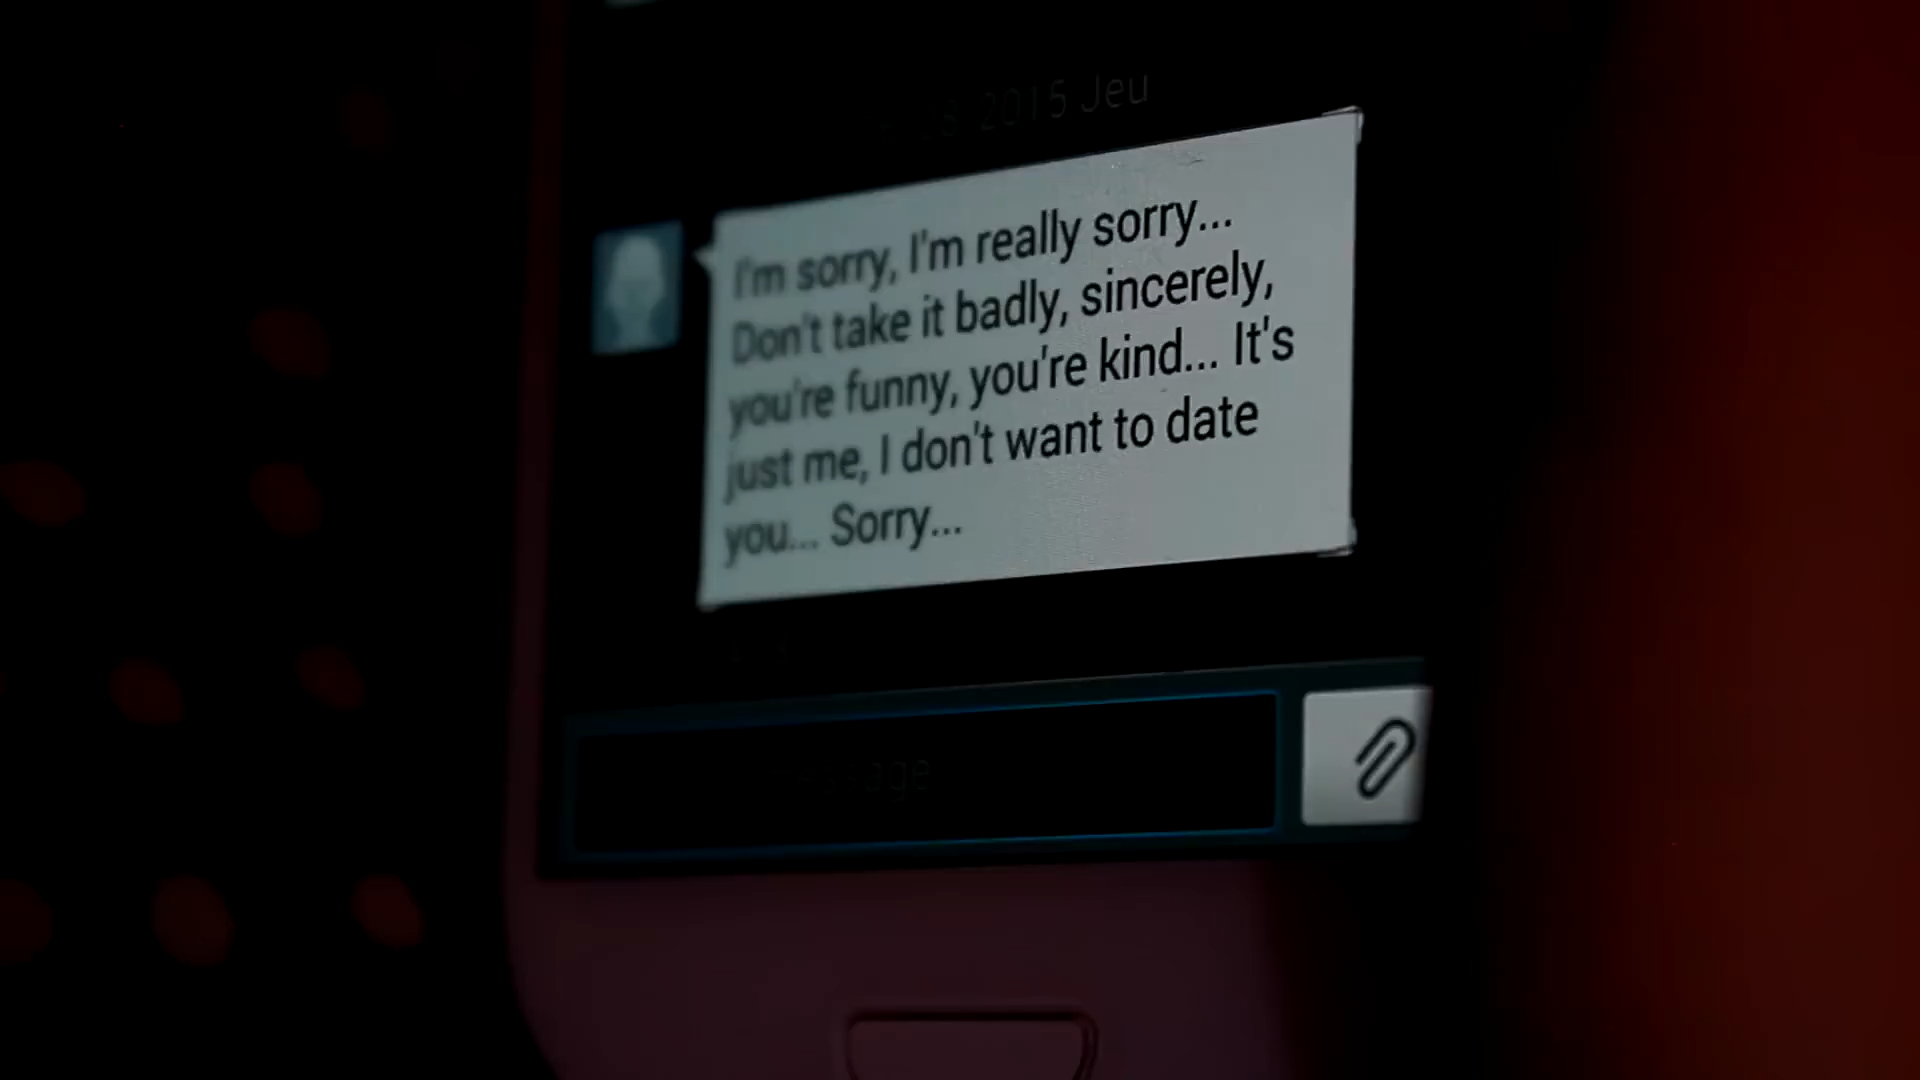 2015 Jeu
I'm sorry, I'm really sorry...
Don't take it badly, sincerely,
you're funny, you're kind... It's
just me, I don't want to date
you... Sorry...